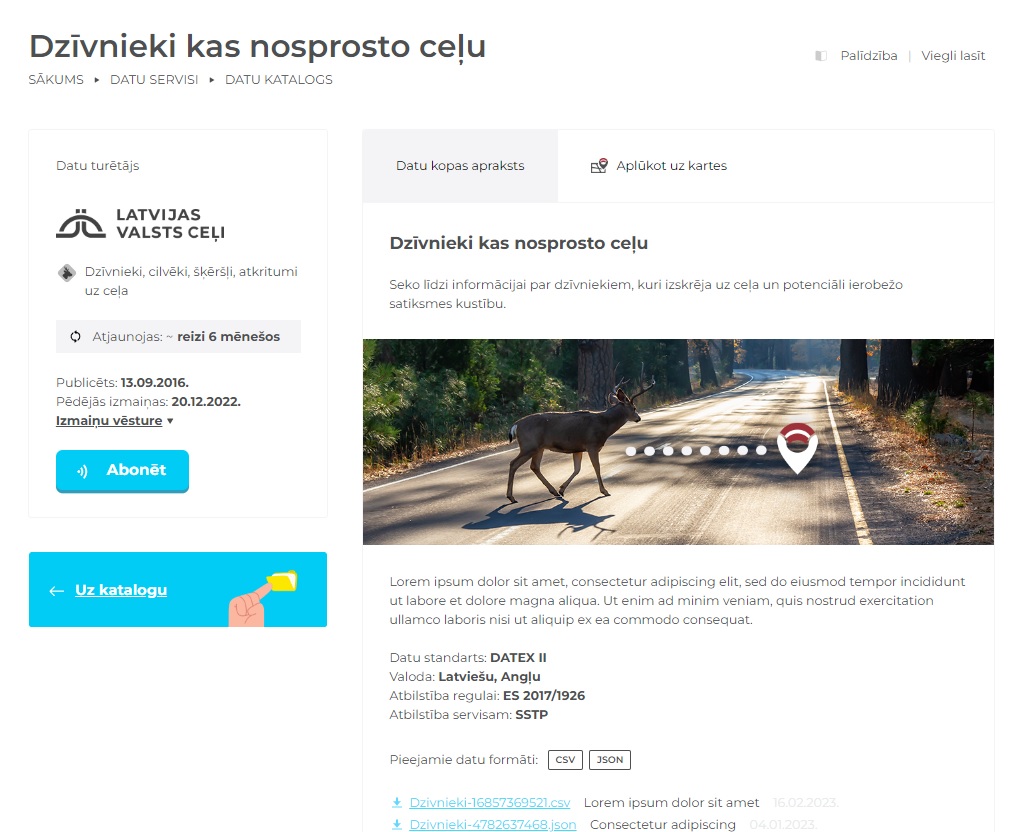 Dzīvnieki kas nosprosto ceļu
SĀKUMS ▸ DATU SERVISI ▸ DATU KATALOGS
Palīdzība | Viegli lasīt
Datu turētājs
LATVIJAS
VALSTS CEĻI
Dzīvnieki, cilvēki, šķēršļi, atkritumi
uz ceļa
Atjaunojas: ~ reizi 6 mēnešos
Publicēts: 13.09.2016.
Pēdējās izmaiņas: 20.12.2022.
Izmaiņu vēsture ▾
Abonēt
← Uz katalogu
Datu kopas apraksts
Aplūkot uz kartes
Dzīvnieki kas nosprosto ceļu
Seko līdzi informācijai par dzīvniekiem, kuri izskrēja uz ceļa un potenciāli ierobežo
satiksmes kustību.
Lorem ipsum dolor sit amet, consectetur adipiscing elit, sed do eiusmod tempor incididunt
ut labore et dolore magna aliqua. Ut enim ad minim veniam, quis nostrud exercitation
ullamco laboris nisi ut aliquip ex ea commodo consequat.
Datu standarts: DATEX II
Valoda: Latviešu, Angļu
Atbilstība regulai: ES 2017/1926
Atbilstība servisam: SSTP
Pieejamie datu formāti: CSV JSON
Dzivnieki-16857369521.csv Lorem ipsum dolor sit amet 16.02.2023.
Dzivnieki-4782637468.json Consectetur adipiscing 04.01.2023.